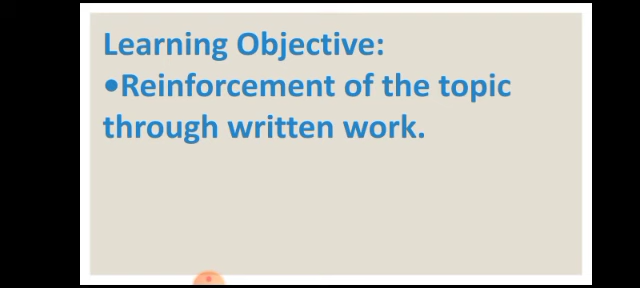 Learning Objective:
•Reinforcement of the topic
through written work.